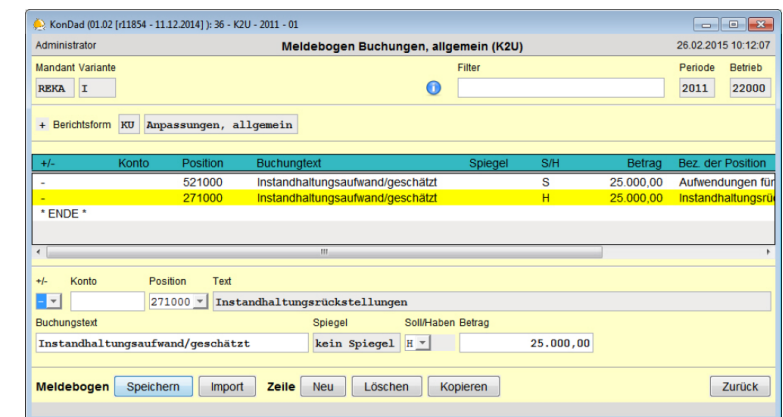 KonDad (01.02 [r11854 - 11.12.2014] ): 36 - K2U - 2011 - 01
Administrator Meldebogen Buchungen, allgemein (K2U) 26.02.2015 10:12:07
Mandant Variante Filter Periode Betrieb
REKA I 2011 22000
+ Berichtsform KU Anpassungen, allgemein
+/- Konto Position Buchungtext Spiegel S/H Betrag Bez. der Position
- 521000 Instandhaltungsaufwand/geschätzt S 25.000,00 Aufwendungen für
- 271000 Instandhaltungsaufwand/geschätzt H 25.000,00 Instandhaltungsrü
* ENDE *
+/- Konto Position Text
- 271000 Instandhaltungsrückstellungen
Buchungstext Spiegel Soll/Haben Betrag
Instandhaltungsaufwand/geschätzt kein Spiegel H 25.000,00
Meldebogen Speichern Import Zeile Neu Löschen Kopieren Zurück